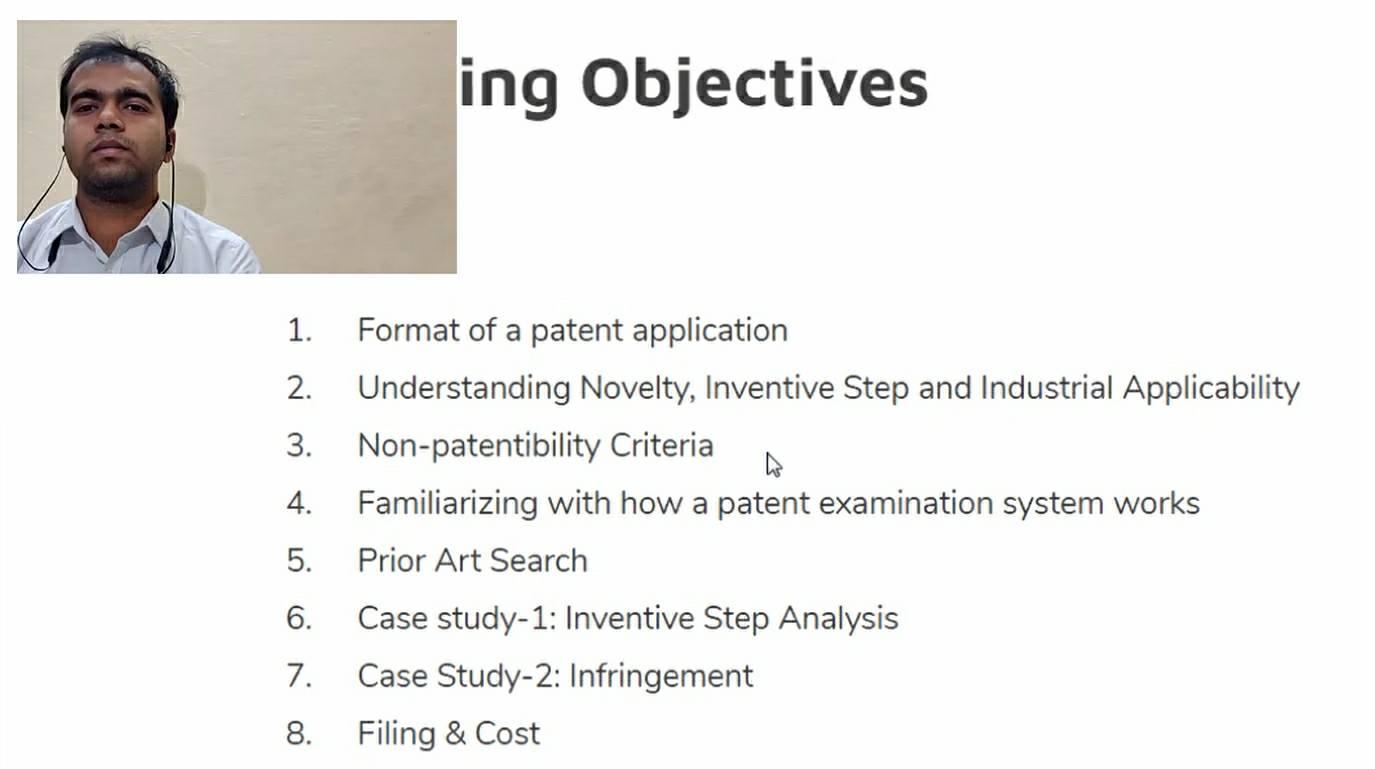 ing Objectives
1. Format of a patent application
2. Understanding Novelty, Inventive Step and Industrial Applicability
3. Non-patentibility Criteria
4. Familiarizing with how a patent examination system works
5. Prior Art Search
6. Case study-1: Inventive Step Analysis
7. Case Study-2: Infringement
8. Filing & Cost